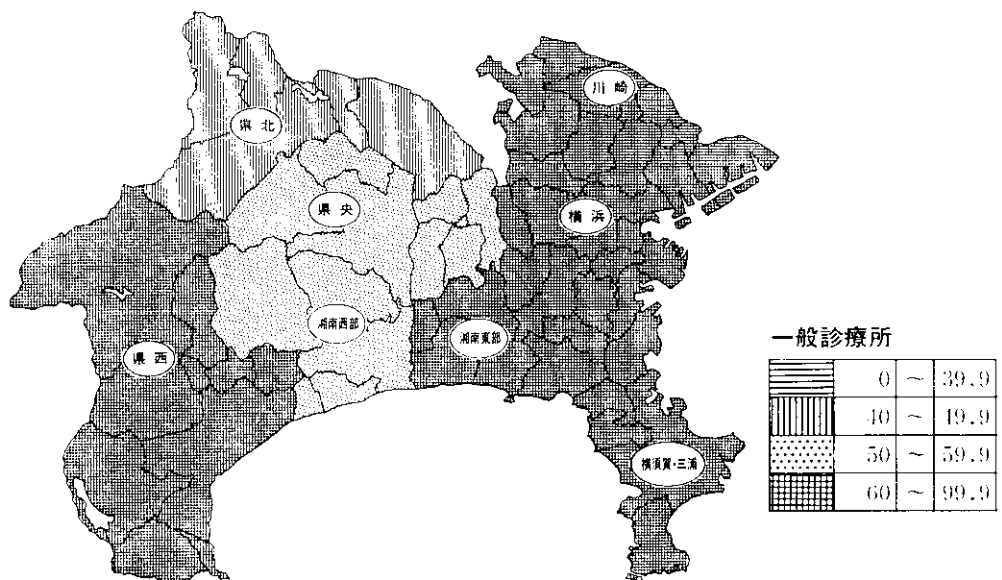 川崎
県北
県央
横浜
湘南西部
湘南東部
県西
横須賀・三浦
一般診療所
0 ~ 39.9
40 ~ 49.9
50 ~ 59.9
60 ~ 99.9